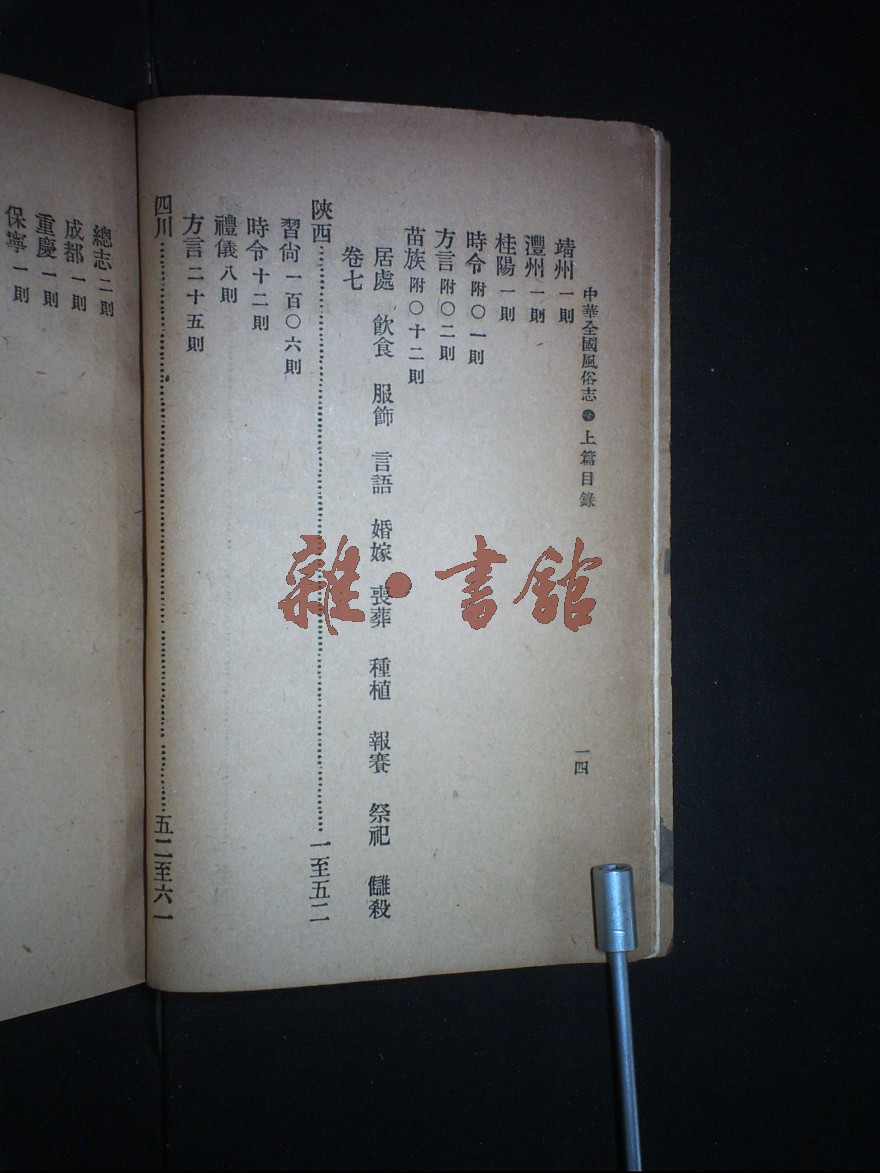 中華全國風俗志 ● 上篇目錄
一四
靖州一則
灃州一則
桂陽一則
時令附〇一則
方言附〇二則
苗族附〇十二則
居處 飲食 服飾 言語 婚嫁 喪葬 種植 報賽 祭祀 讎殺
卷七
陝西……一至五二
習尙一百〇六則
時令十二則
禮儀八則
方言二十五則
四川……五二至六一
總志二則
成都一則
重慶一則
保寧一則
雜·書館